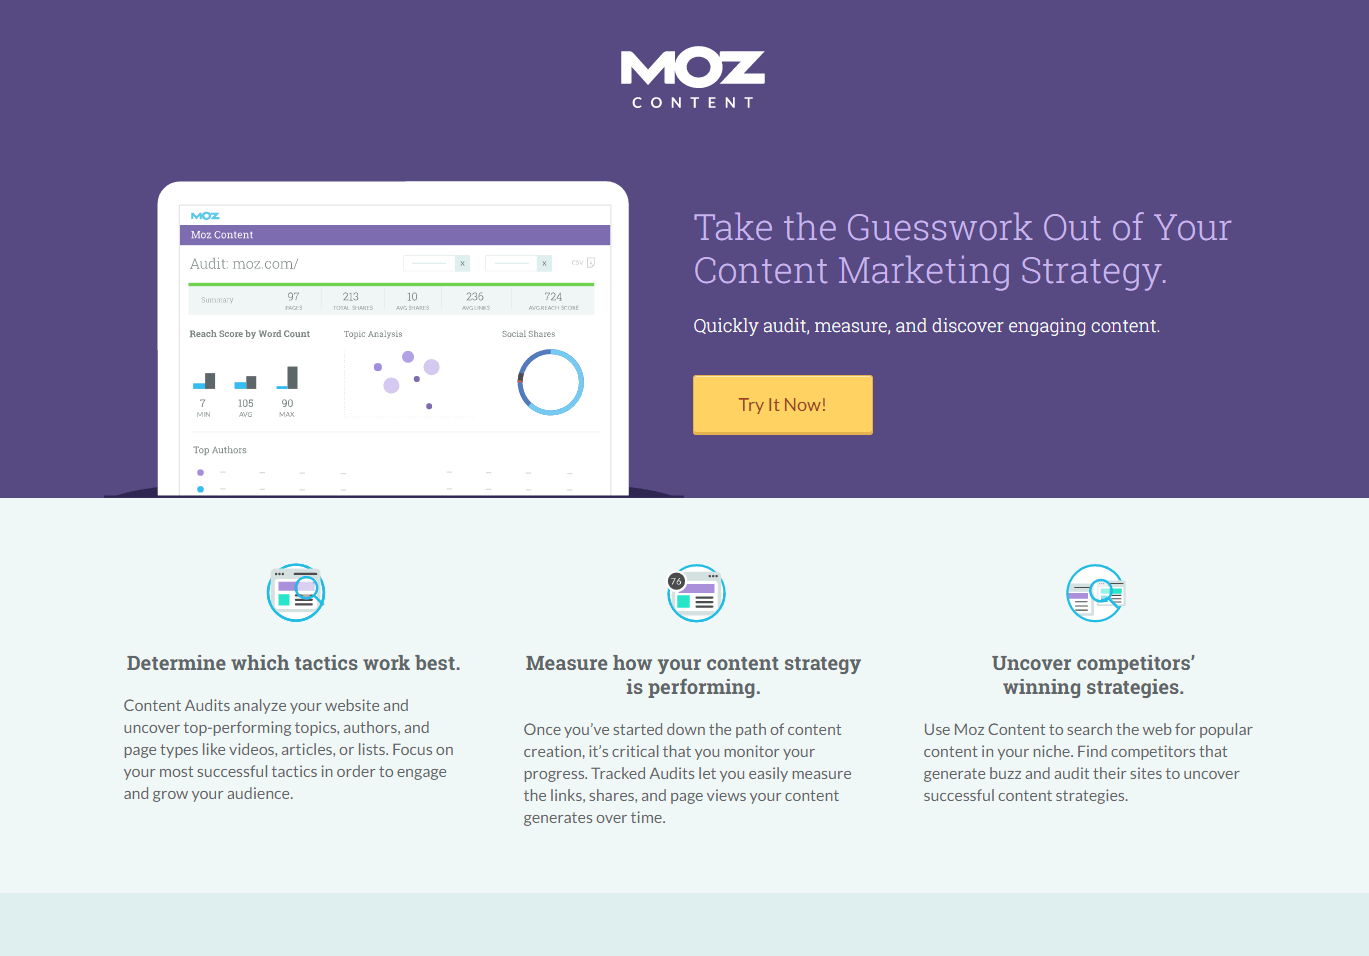 MOZ
CONTENT
MOZ
Moz Content
Audit: moz.com/
X
X
CSV
Summary
97
213
10
236
724
PAGES
TOTAL SHARES
AVG SHARES
AVG LINKS
AVG REACH SCORE
Reach Score by Word Count
Topic Analysis
Social Shares
7
105
90
MIN
AVG
MAX
Top Authors
Take the Guesswork Out of Your
Content Marketing Strategy.
Quickly audit, measure, and discover engaging content.
Try It Now!
Determine which tactics work best.
Content Audits analyze your website and
uncover top-performing topics, authors, and
page types like videos, articles, or lists. Focus on
your most successful tactics in order to engage
and grow your audience.
76
Measure how your content strategy
is performing.
Once you’ve started down the path of content
creation, it’s critical that you monitor your
progress. Tracked Audits let you easily measure
the links, shares, and page views your content
generates over time.
Uncover competitors’
winning strategies.
Use Moz Content to search the web for popular
content in your niche. Find competitors that
generate buzz and audit their sites to uncover
successful content strategies.